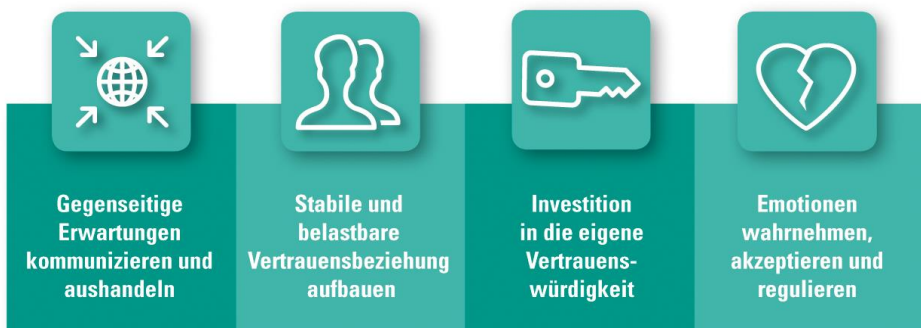 Gegenseitige
Erwartungen
kommunizieren und
aushandeln
Stabile und
belastbare
Vertrauensbeziehung
aufbauen
Investition
in die eigene
Vertrauens-
würdigkeit
Emotionen
wahrnehmen,
akzeptieren und
regulieren